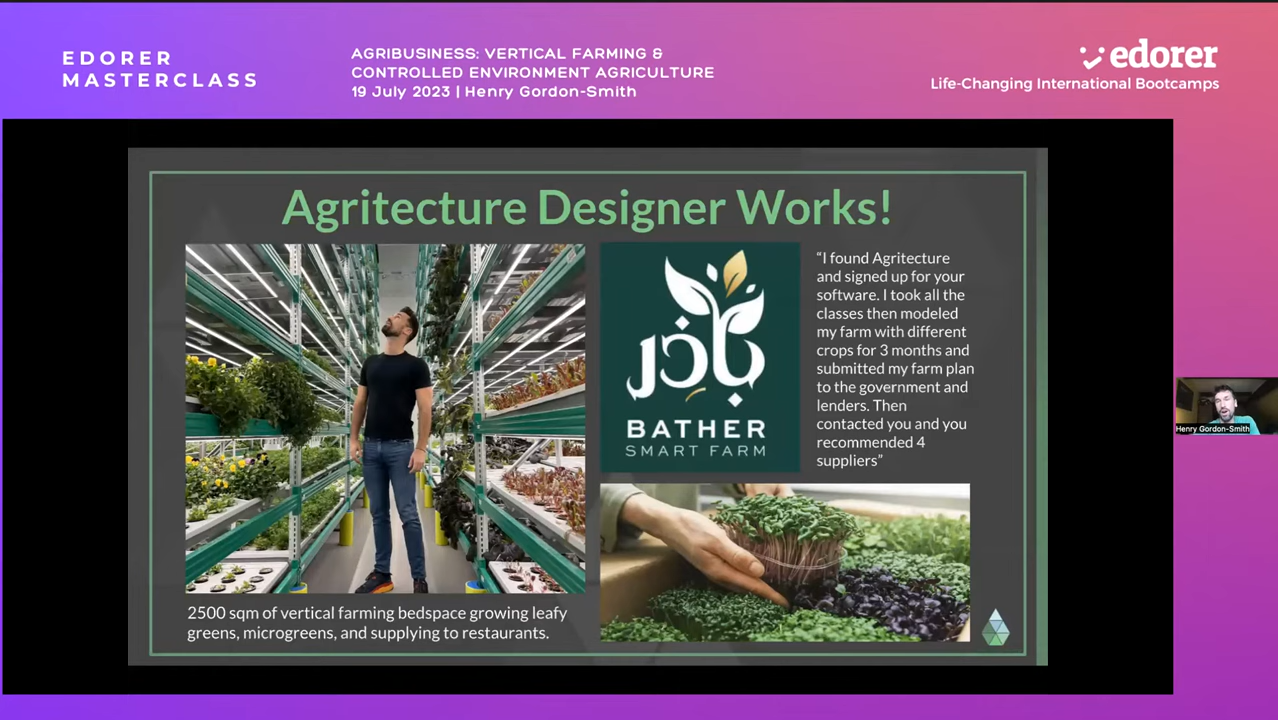 EDORER
MASTERCLASS
AGRIBUSINESS: VERTICAL FARMING &
CONTROLLED ENVIRONMENT AGRICULTURE
19 July 2023 | Henry Gordon-Smith
edorer
Life-Changing International Bootcamps
Agritecture Designer Works!
باذر
BATHER
SMART FARM
“I found Agritecture
and signed up for your
software. I took all the
classes then modeled
my farm with different
crops for 3 months and
submitted my farm plan
to the government and
lenders. Then
contacted you and you
recommended 4
suppliers”
2500 sqm of vertical farming bedspace growing leafy
greens, microgreens, and supplying to restaurants.
Henry Gordon-Smith